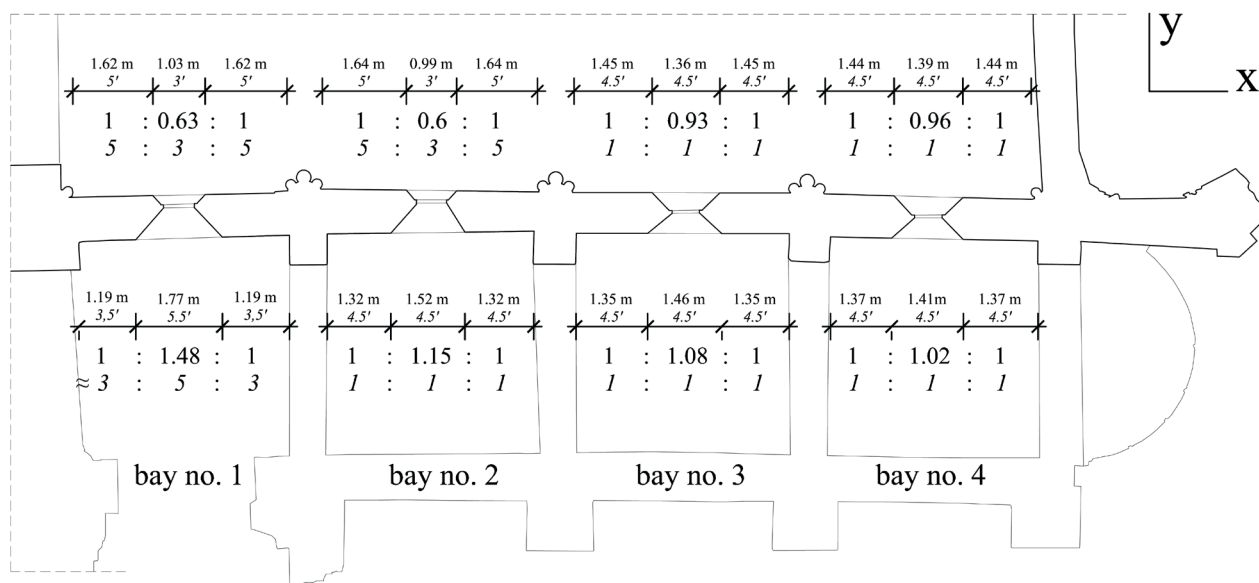 y
x
1.62 m 1.03 m 1.62 m 1.64 m 0.99 m 1.64 m 1.45 m 1.36 m 1.45 m 1.44 m 1.39 m 1.44 m
5' 3' 5' 5' 3' 5' 4.5' 4.5' 4.5' 4.5' 4.5' 4.5'
1 : 0.63 : 1 1 : 0.6 : 1 1 : 0.93 : 1 1 : 0.96 : 1
5 : 3 : 5 5 : 3 : 5 1 : 1 : 1 1 : 1 : 1
1.19 m 1.77 m 1.19 m 1.32 m 1.52 m 1.32 m 1.35 m 1.46 m 1.35 m 1.37 m 1.41m 1.37 m
3,5' 5.5' 3,5' 4.5' 4.5' 4.5' 4.5' 4.5' 4.5' 4.5' 4.5' 4.5'
1 : 1.48 : 1 1 : 1.15 : 1 1 : 1.08 : 1 1 : 1.02 : 1
≈ 3 : 5 : 3 1 : 1 : 1 1 : 1 : 1 1 : 1 : 1
bay no. 1 bay no. 2 bay no. 3 bay no. 4